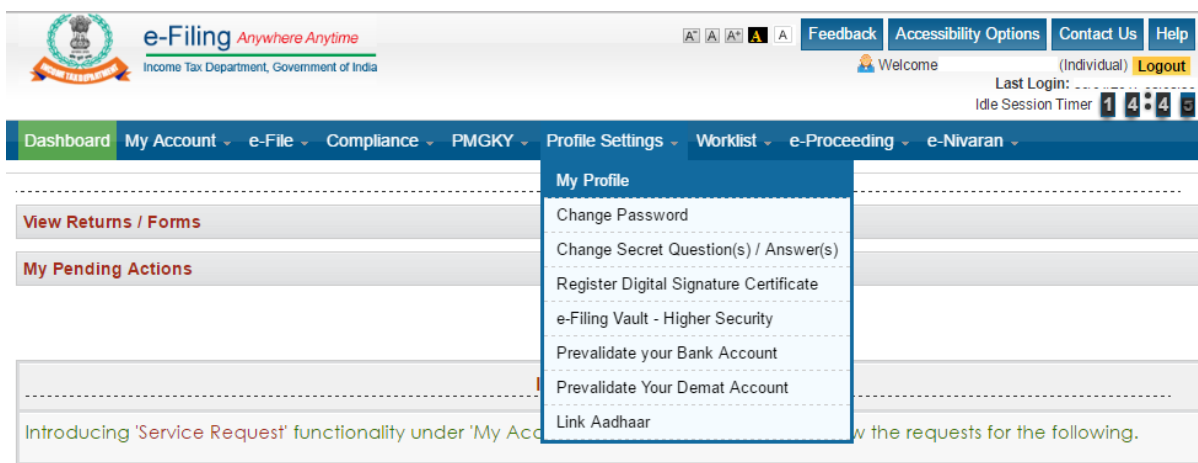 e-Filing Anywhere Anytime
Income Tax Department, Government of India
A- A A+ A A Feedback Accessibility Options Contact Us Help
Welcome (Individual) Logout
Last Login:
Idle Session Timer 1 4 : 4
Dashboard My Account e-File Compliance PMGKY Profile Settings Worklist e-Proceeding e-Nivaran
My Profile
Change Password
Change Secret Question(s) / Answer(s)
Register Digital Signature Certificate
e-Filing Vault - Higher Security
Prevalidate your Bank Account
Prevalidate Your Demat Account
Link Aadhaar
View Returns / Forms
My Pending Actions
Introducing 'Service Request' functionality under 'My Acc w the requests for the following.